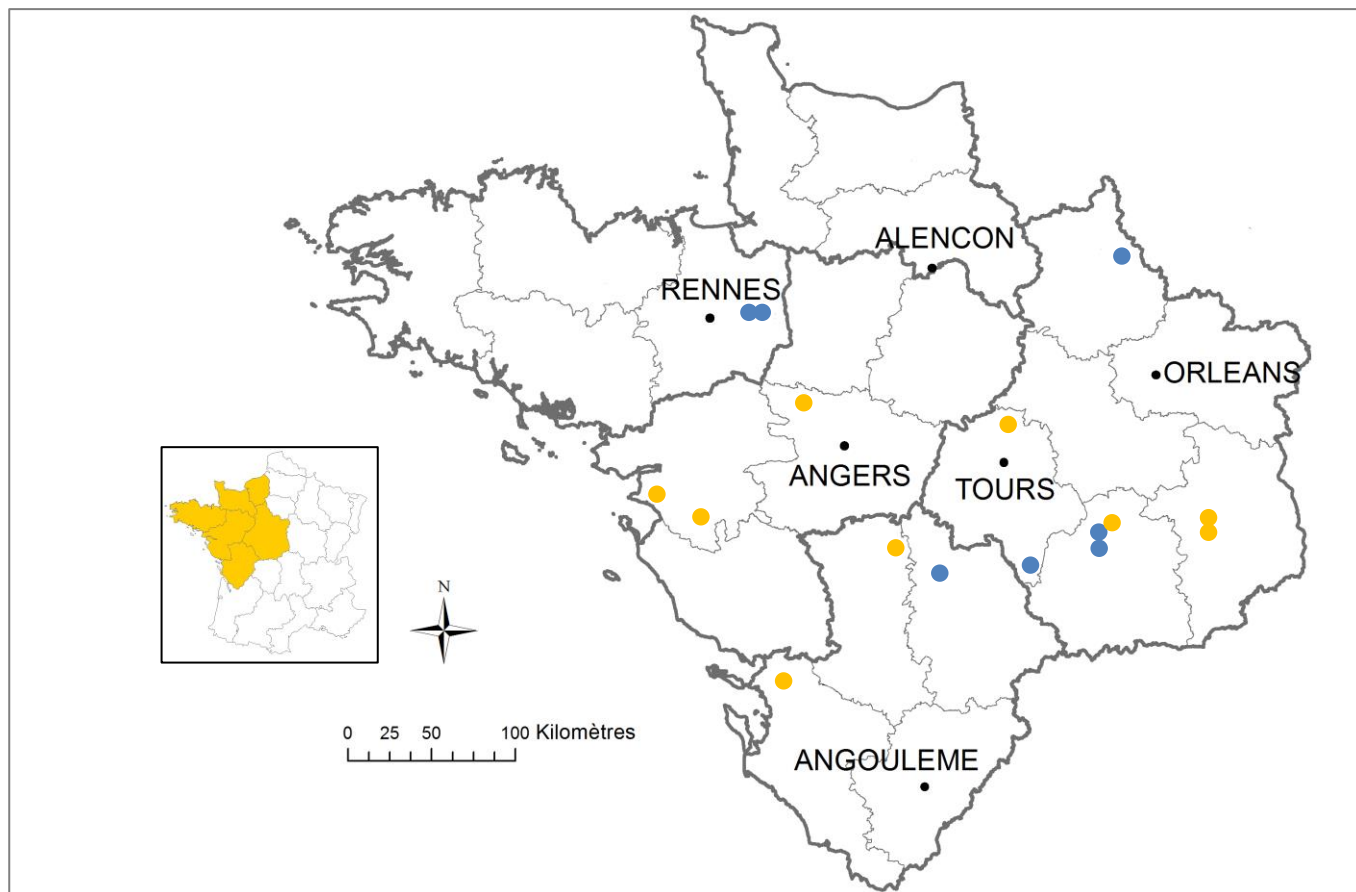 ALENCON
RENNES
ORLEANS
ANGERS
TOURS
N
0 25 50 100 Kilomètres
ANGOULEME